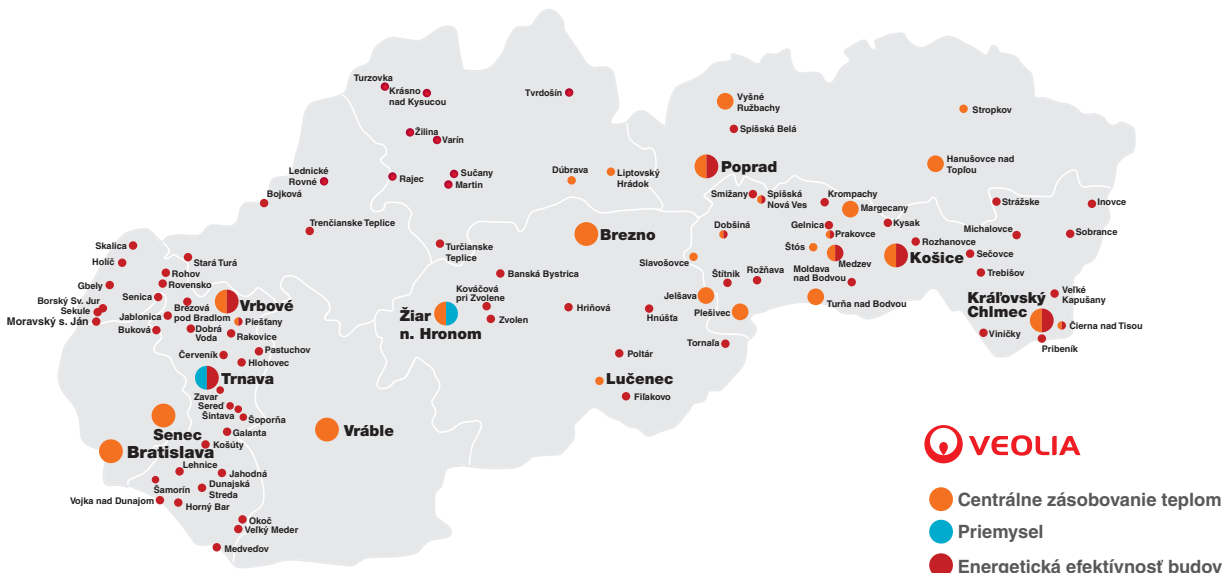 Turzovka
Krásno
nad Kysucou
Tvrdošín
Vyšné
Ružbachy
Stropkov
Žilina
Varín
Spišská Belá
Lednické
Rovné
Rajec
Sučany
Martin
Dúbrava
Liptovský
Hrádok
Poprad
Hanušovce nad
Topľou
Bojková
Smižany
Spišská
Nová Ves
Krompachy
Margecany
Strážske
Inovce
Trenčianske Teplice
Brezno
Dobšiná
Gelnica
Prakovce
Kysak
Michalovce
Sobrance
Skalica
Holíč
Stará Turá
Turčianske
Teplice
Štós
Medzev
Rozhanovce
Košice
Sečovce
Slavošovce
Rohov
Rovensko
Banská Bystrica
Štítnik
Rožňava
Moldava
nad Bodvou
Trebišov
Gbely
Senica
Kováčová
pri Zvolene
Jelšava
Turňa nad Bodvou
Veľké
Kapušany
Borský Sv. Jur
Sekule
Moravský s. Ján
Jablonica
Buková
Brezová
pod Bradlom
Vrbové
Piešťany
Dobrá
Voda
Rakovice
Žiar
n. Hronom
Zvolen
Hriňová
Hnúšťa
Plešivec
Kráľovský
Chlmec
Čierna nad Tisou
Viničky
Pribeník
Červeník
Pastuchov
Hlohovec
Tornaľa
Poltár
Trnava
Lučenec
Fiľakovo
Zavar
Sereď
Šintava
Šoporňa
Senec
Galanta
Vráble
Bratislava
Košúty
Lehnice
Jahodná
Šamorín
Dunajská
Streda
Vojka nad Dunajom
Horný Bar
Okoč
Veľký Meder
Medveďov
VEOLIA
Centrálne zásobovanie teplom
Priemysel
Energetická efektívnosť budov